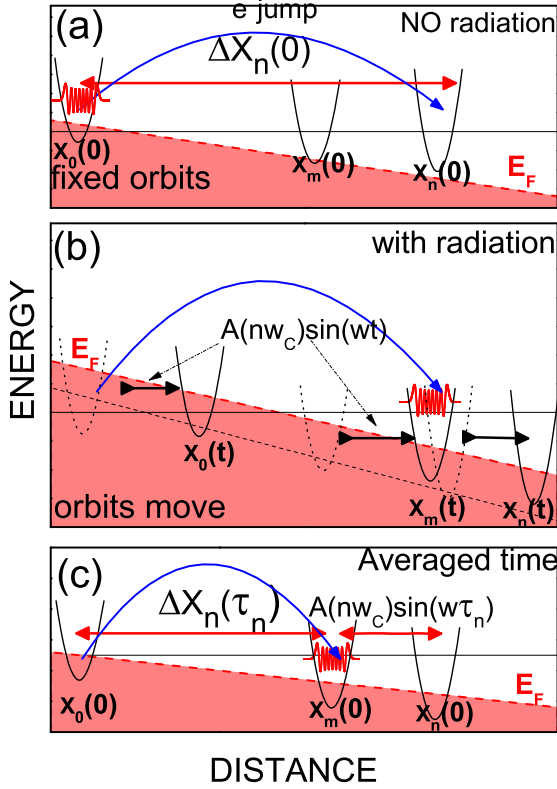 e jump
(a)
NO radiation
ΔX_n(0)
x_0(0)
x_m(0)
x_n(0)
E_F
fixed orbits
(b)
with radiation
A(nw_C)sin(wt)
E_F
x_0(t)
x_m(t)
x_n(t)
orbits move
(c)
Averaged time
ΔX_n(τ_n)
A(nw_C)sin(wτ_n)
E_F
x_0(0)
x_m(0)
x_n(0)
ENERGY
DISTANCE